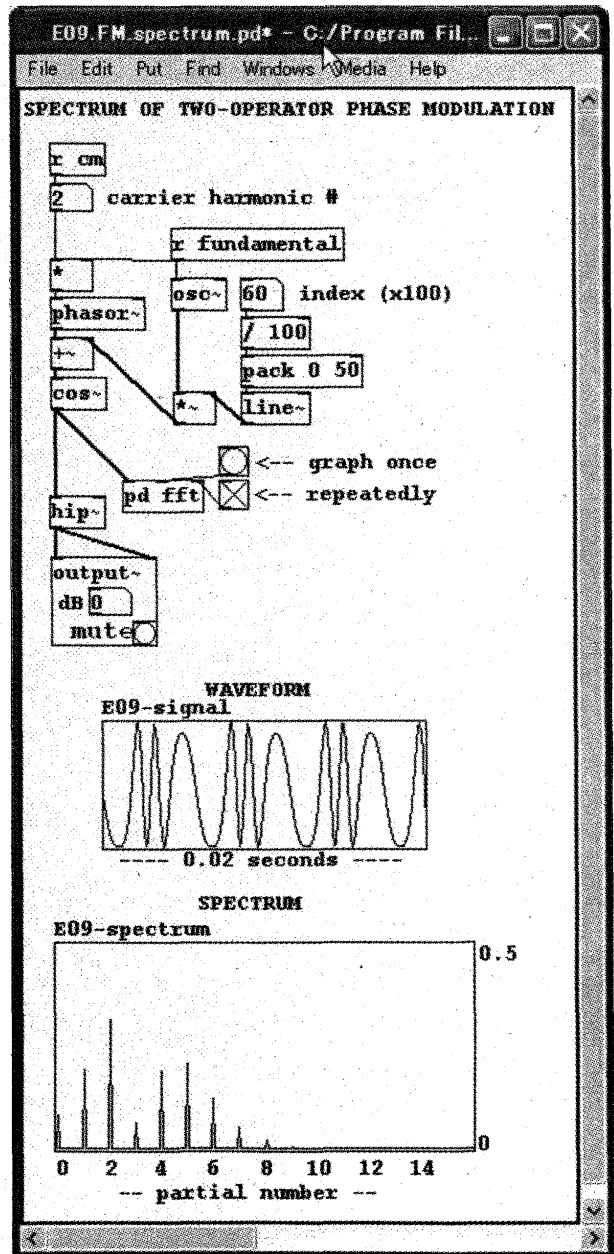 E09.FM.spectrum.pd* - C:/Program Fil...
File Edit Put Find Windows Media Help
SPECTRUM OF TWO-OPERATOR PHASE MODULATION
r cm
2 carrier harmonic #
r fundamental
*
osc~ 60 index (x100)
phasor~ / 100
+~ pack 0 50
cos~ *~ line~
<-- graph once
pd fft <-- repeatedly
hip~
output~
dB 0
mute
WAVEFORM
E09-signal
---- 0.02 seconds ----
SPECTRUM
E09-spectrum
0.5
0
0 2 4 6 8 10 12 14
-- partial number --